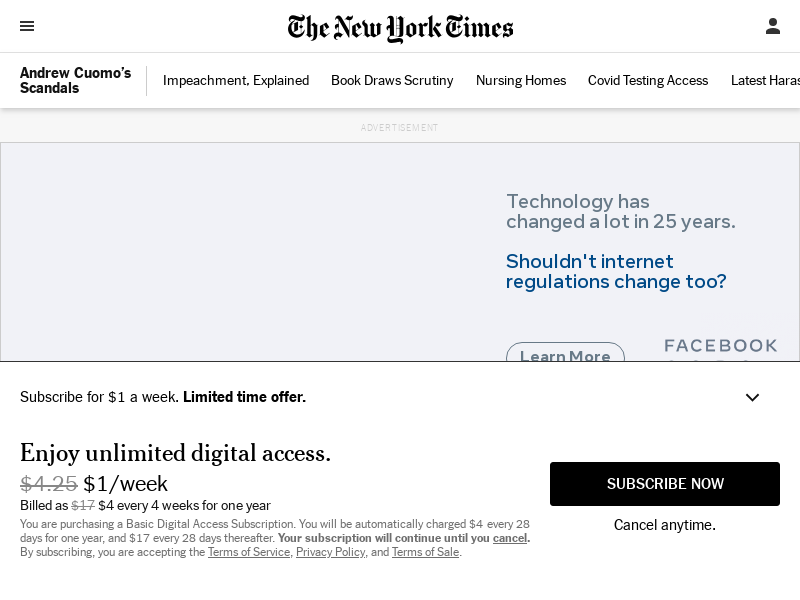 The New York Times
Andrew Cuomo's
Scandals
Impeachment, Explained
Book Draws Scrutiny
Nursing Homes
Covid Testing Access
Latest
ADVERTISEMENT
Technology has
changed a lot in 25 years.
Shouldn't internet
regulations change too?
Learn More
FACEBOOK
Subscribe for $1 a week. Limited time offer.
Enjoy unlimited digital access.
$4.25 $1/week
Billed as $17 $4 every 4 weeks for one year
You are purchasing a Basic Digital Access Subscription. You will be automatically charged $4 every 28
days for one year, and $17 every 28 days thereafter. Your subscription will continue until you cancel.
By subscribing, you are accepting the Terms of Service, Privacy Policy, and Terms of Sale.
SUBSCRIBE NOW
Cancel anytime.